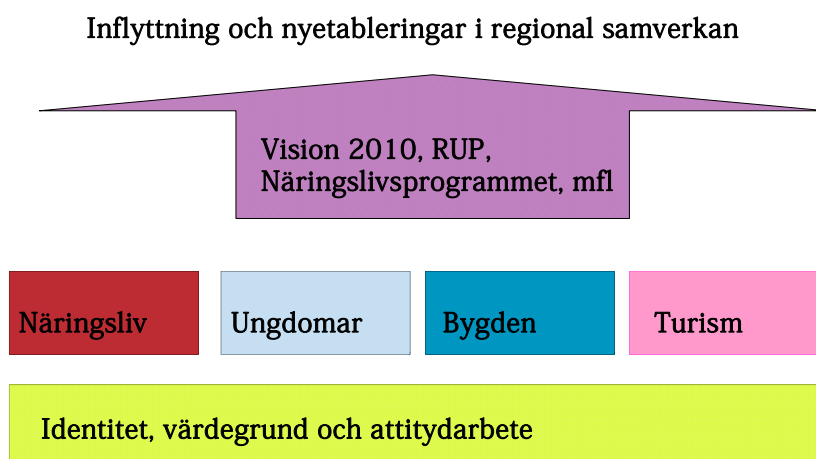 Inflyttning och nyetableringar i regional samverkan
Vision 2010, RUP,
Näringslivsprogrammet, mfl
Näringsliv
Ungdomar
Bygden
Turism
Identitet, värdegrund och attitydarbete